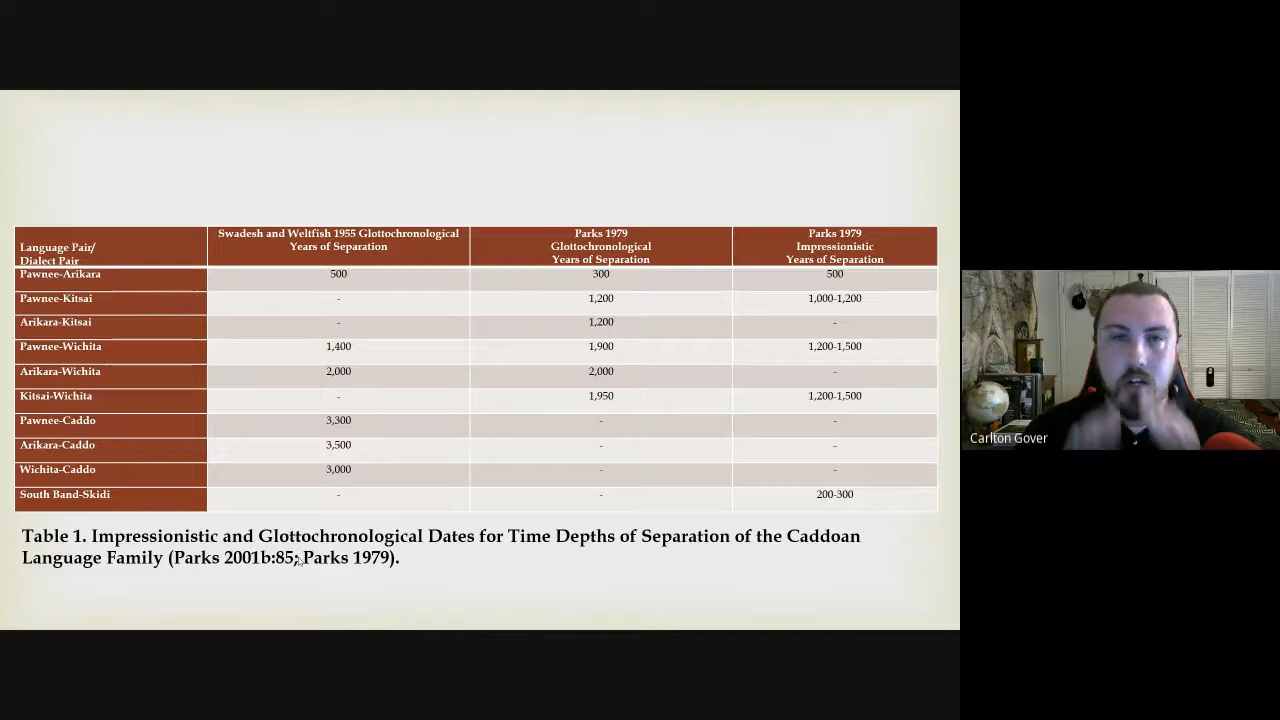 Swadesh and Weltfish 1955 Glottochronological Years of Separation
Parks 1979 Glottochronological Years of Separation
Parks 1979 Impressionistic Years of Separation
Language Pair/
Dialect Pair
Pawnee-Arikara 500 300 500
Pawnee-Kitsai - 1,200 1,000-1,200
Arikara-Kitsai - 1,200 -
Pawnee-Wichita 1,400 1,900 1,200-1,500
Arikara-Wichita 2,000 2,000 -
Kitsai-Wichita - 1,950 1,200-1,500
Pawnee-Caddo 3,300 - -
Arikara-Caddo 3,500 - -
Wichita-Caddo 3,000 - -
South Band-Skidi - - 200-300
Table 1. Impressionistic and Glottochronological Dates for Time Depths of Separation of the Caddoan
Language Family (Parks 2001b:85; Parks 1979).
Carlton Gover